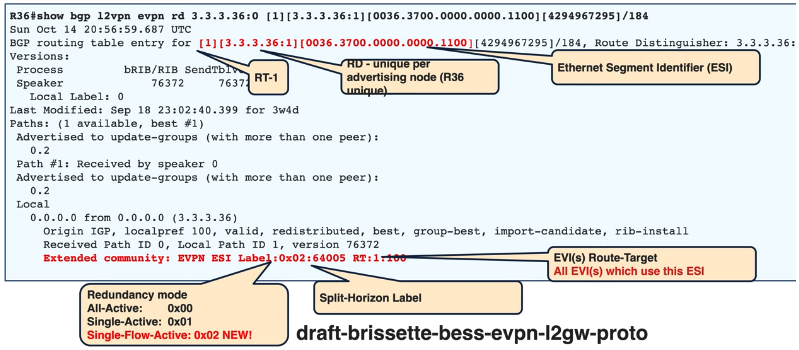 R36#show bgp l2vpn evpn rd 3.3.3.36:0 [1][3.3.3.36:1][0036.3700.0000.0000.1100][4294967295]/184
Sun Oct 14 20:56:59.687 UTC
BGP routing table entry for [1][3.3.3.36:1][0036.3700.0000.0000.1100][4294967295]/184, Route Distinguisher: 3.3.3.36:
Versions:
Process bRIB/RIB
Speaker 76372
Local Label: 0
Last Modified: Sep 18 23:02:40.399 for 3w4d
Paths: (1 available, best #1)
Advertised to update-groups (with more than one peer):
0.2
Path #1: Received by speaker 0
Advertised to update-groups (with more than one peer):
0.2
Local
0.0.0.0 from 0.0.0.0 (3.3.3.36)
Origin IGP, localpref 100, valid, redistributed, best, group-best, import-candidate, rib-install
Received Path ID 0, Local Path ID 1, version 76372
Extended community: EVPN ESI Label:0x02:64005 RT:1:100
RT-1
RD - unique per
advertising node (R36
unique)
Ethernet Segment Identifier (ESI)
EVI(s) Route-Target
All EVI(s) which use this ESI
Redundancy mode
All-Active: 0x00
Single-Active: 0x01
Single-Flow-Active: 0x02 NEW!
Split-Horizon Label
draft-brissette-bess-evpn-l2gw-proto